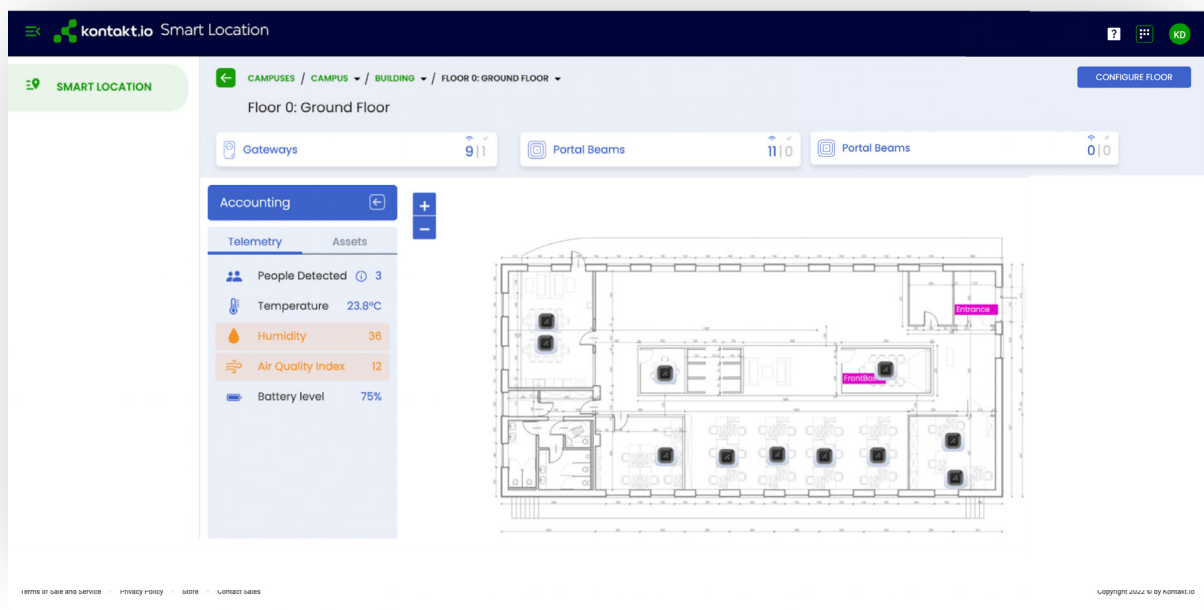 kontakt.io Smart Location
?
KD
SMART LOCATION
CAMPUSES / CAMPUS / BUILDING / FLOOR 0: GROUND FLOOR
CONFIGURE FLOOR
Floor 0: Ground Floor
Gateways 9|1
Portal Beams 11|0
Portal Beams 0|0
Accounting
+
−
Telemetry Assets
People Detected 3
Temperature 23.8°C
Humidity 36
Air Quality Index 12
Battery level 75%
Entrance
FrontBox
Terms of Sale and Service Privacy Policy Store Contact Sales
Copyright 2022 © by Kontakt.io